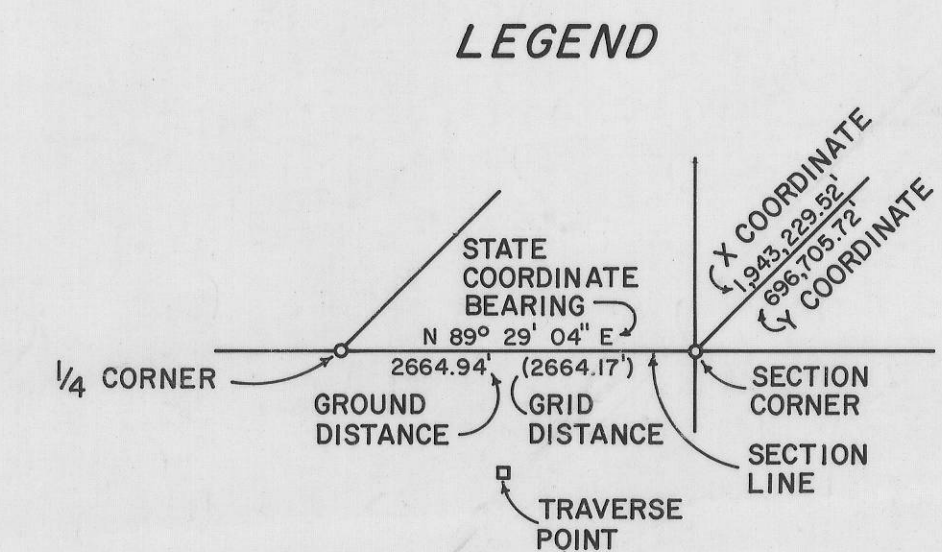 LEGEND
X COORDINATE
1,943,229.52'
696,705.72'
Y COORDINATE
STATE
COORDINATE
BEARING
N 89° 29' 04" E
2664.94' (2664.17')
1/4 CORNER
GROUND
DISTANCE
GRID
DISTANCE
SECTION
CORNER
SECTION
LINE
TRAVERSE
POINT